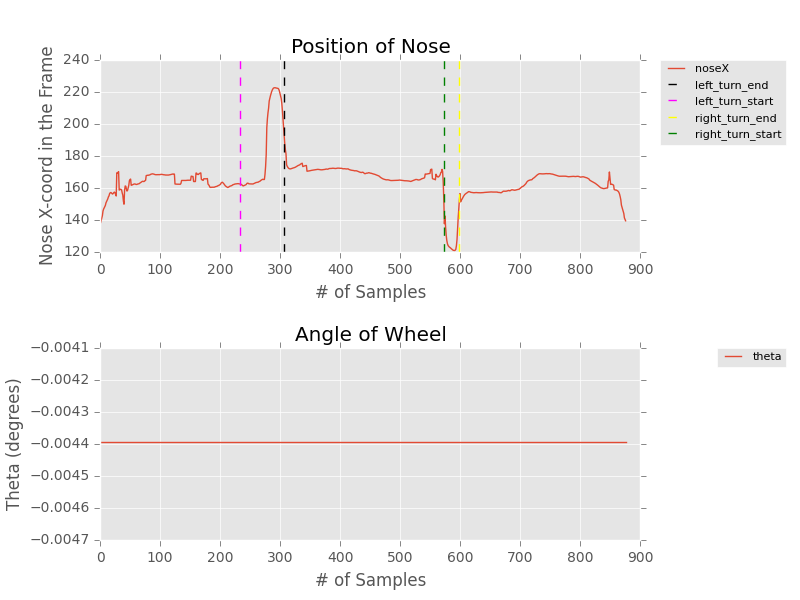 Position of Nose
Nose X-coord in the Frame
240
220
200
180
160
140
120
0 100 200 300 400 500 600 700 800 900
# of Samples
noseX
left_turn_end
left_turn_start
right_turn_end
right_turn_start
Angle of Wheel
Theta (degrees)
−0.0041
−0.0042
−0.0043
−0.0044
−0.0045
−0.0046
−0.0047
0 100 200 300 400 500 600 700 800 900
# of Samples
theta